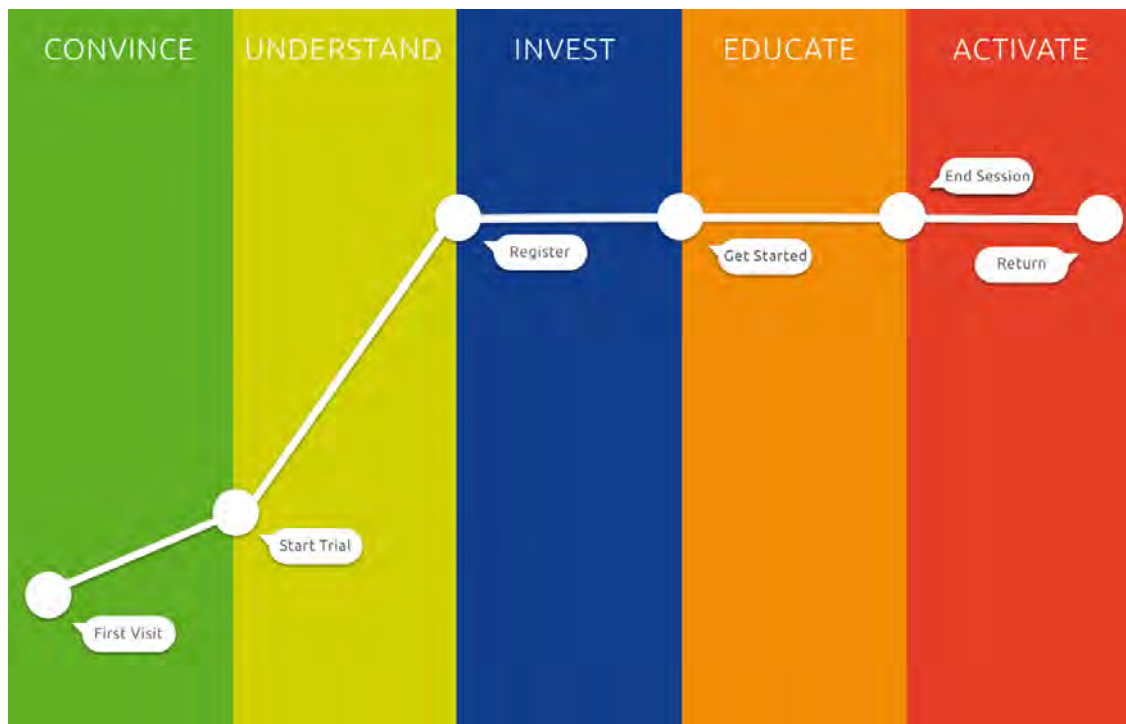 CONVINCE
UNDERSTAND
INVEST
EDUCATE
ACTIVATE
End Session
Register
Get Started
Return
Start Trial
First Visit